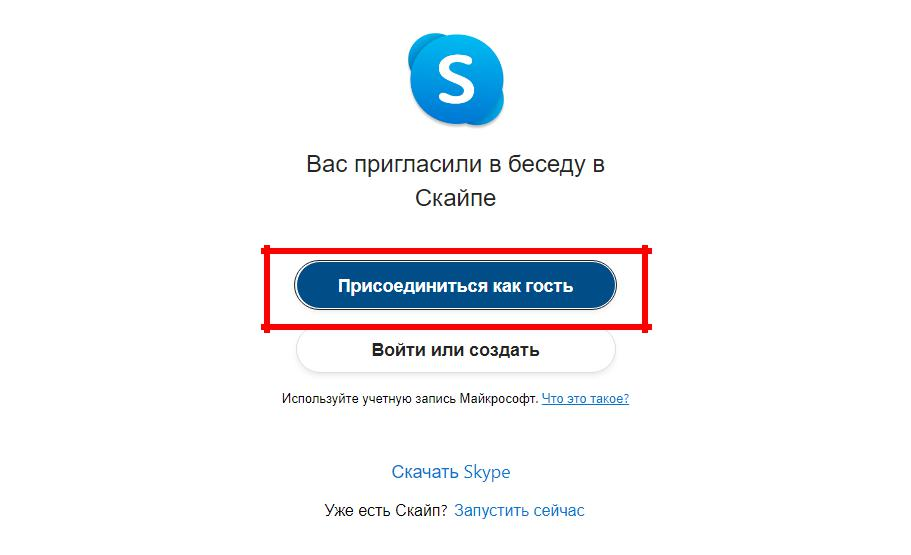 S
Вас пригласили в беседу в
Скайпе
Присоединиться как гость
Войти или создать
Используйте учетную запись Майкрософт. Что это такое?
Скачать Skype
Уже есть Скайп? Запустить сейчас